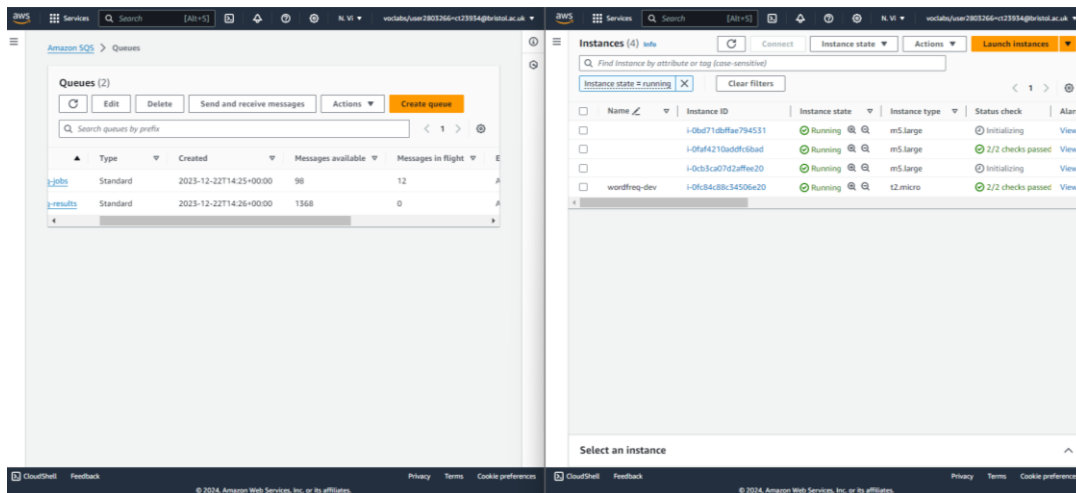 aws Services Search [Alt+S] N. Vi voclabs/user2803266=ct23934@bristol.ac.uk
Amazon SQS > Queues
Queues (2)
Edit Delete Send and receive messages Actions Create queue
Search queues by prefix
1
Type Created Messages available Messages in flight E
-jobs Standard 2023-12-22T14:25+00:00 98 12 A
-results Standard 2023-12-22T14:26+00:00 1368 0 A
CloudShell Feedback Privacy Terms Cookie preferences
© 2024, Amazon Web Services, Inc. or its affiliates.
aws Services Search [Alt+S] N. Vi voclabs/user2803266=ct23934@bristol.ac.uk
Instances (4) Info Connect Instance state Actions Launch instances
Find Instance by attribute or tag (case-sensitive)
Instance state = running Clear filters
1
Name Instance ID Instance state Instance type Status check Alar
i-0bd71dbffae794531 Running m5.large Initializing View
i-0faf4210addfc6bad Running m5.large 2/2 checks passed View
i-0cb3ca07d2affee20 Running m5.large Initializing View
wordfreq-dev i-0fc84c88c34506e20 Running t2.micro 2/2 checks passed View
Select an instance
CloudShell Feedback Privacy Terms Cookie preferences
© 2024, Amazon Web Services, Inc. or its affiliates.